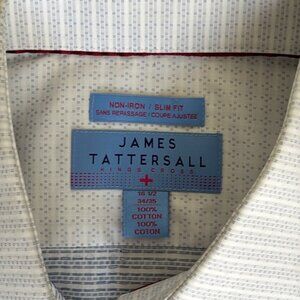 NON-IRON / SLIM FIT
SANS REPASSAGE / COUPE AJUSTÉE
JAMES
TATTERSALL
KINGS CROSS
16 1/2
34/35
100%
COTTON
100%
COTON